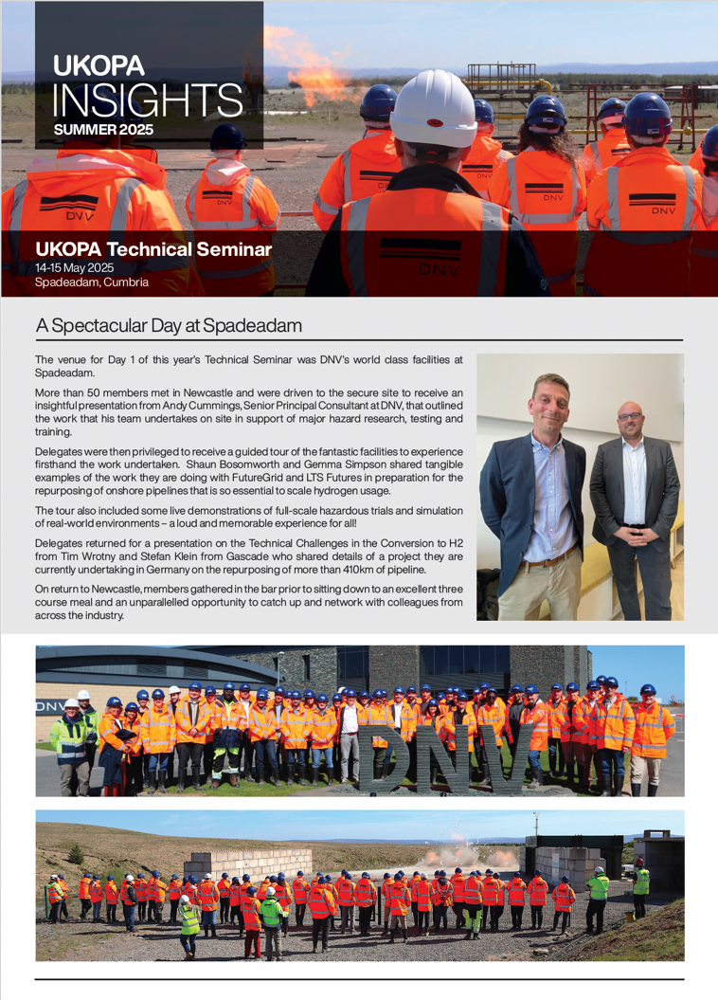 UKOPA
INSIGHTS
SUMMER 2025
DNV
DNV
DNV
DNV
DNV
DNV
DNV
UKOPA Technical Seminar
14-15 May 2025
Spadeadam, Cumbria
A Spectacular Day at Spadeadam
The venue for Day 1 of this year's Technical Seminar was DNV's world class facilities at
Spadeadam.
More than 50 members met in Newcastle and were driven to the secure site to receive an
insightful presentation from Andy Cummings, Senior Principal Consultant at DNV, that outlined
the work that his team undertakes on site in support of major hazard research, testing and
training.
Delegates were then privileged to receive a guided tour of the fantastic facilities to experience
firsthand the work undertaken. Shaun Bosomworth and Gemma Simpson shared tangible
examples of the work they are doing with FutureGrid and LTS Futures in preparation for the
repurposing of onshore pipelines that is so essential to scale hydrogen usage.
The tour also included some live demonstrations of full-scale hazardous trials and simulation
of real-world environments – a loud and memorable experience for all!
Delegates returned for a presentation on the Technical Challenges in the Conversion to H2
from Tim Wrotny and Stefan Klein from Gascade who shared details of a project they are
currently undertaking in Germany on the repurposing of more than 410km of pipeline.
On return to Newcastle, members gathered in the bar prior to sitting down to an excellent three
course meal and an unparallelled opportunity to catch up and network with colleagues from
across the industry.
DNV
DNV